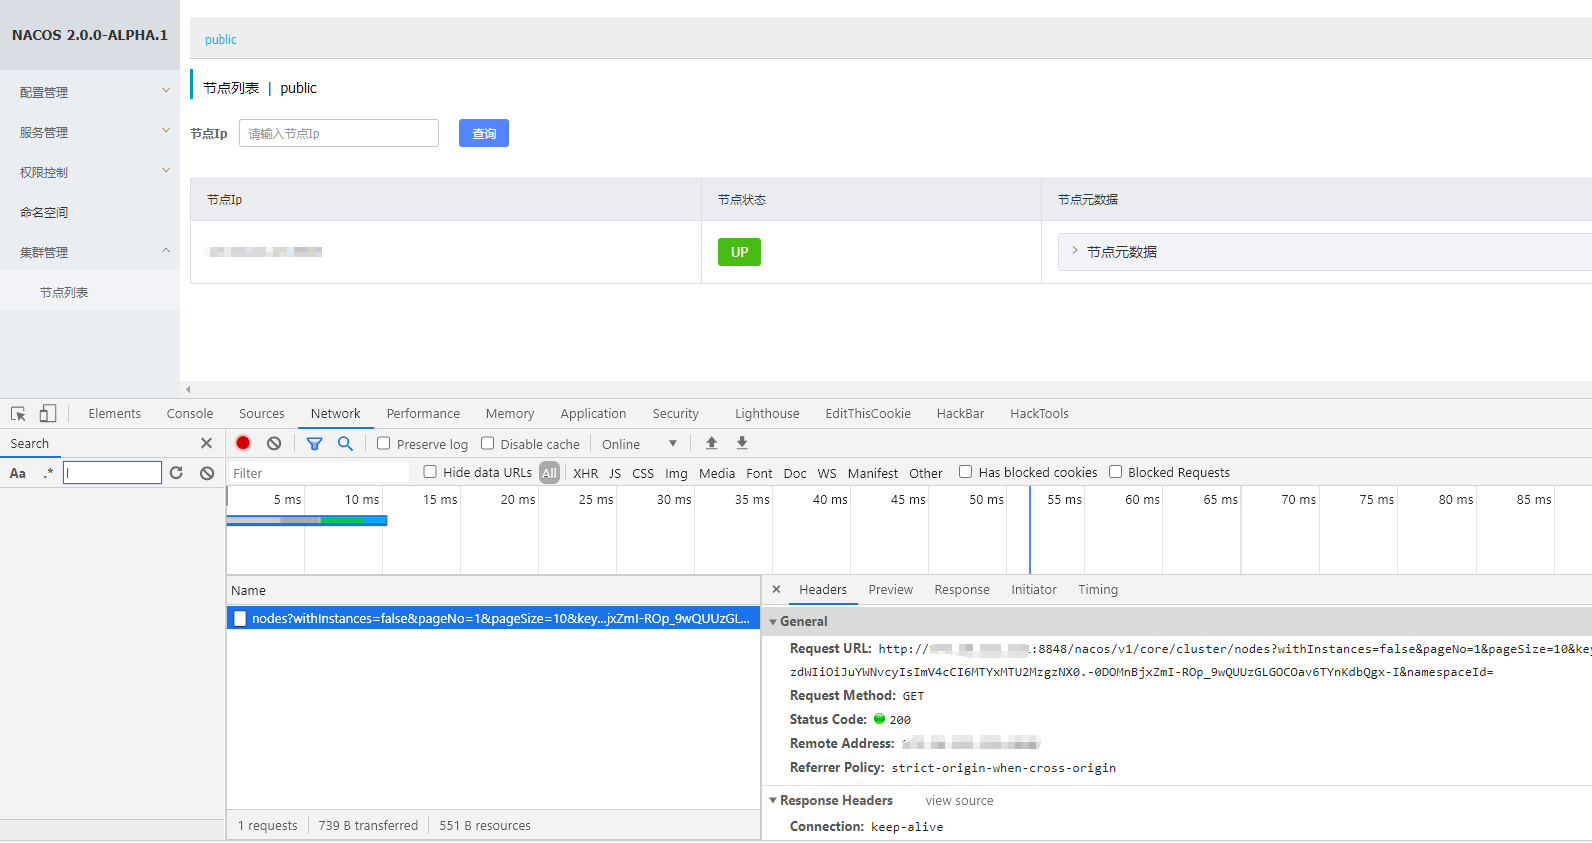 NACOS 2.0.0-ALPHA.1
public
配置管理
服务管理
权限控制
命名空间
集群管理
节点列表
节点列表 | public
节点Ip 请输入节点Ip 查询
节点Ip 节点状态 节点元数据
UP 节点元数据
Elements Console Sources Network Performance Memory Application Security Lighthouse EditThisCookie HackBar HackTools
Search
Preserve log Disable cache Online
Aa .*
Filter Hide data URLs All XHR JS CSS Img Media Font Doc WS Manifest Other Has blocked cookies Blocked Requests
5 ms 10 ms 15 ms 20 ms 25 ms 30 ms 35 ms 40 ms 45 ms 50 ms 55 ms 60 ms 65 ms 70 ms 75 ms 80 ms 85 ms
Name
nodes?withInstances=false&pageNo=1&pageSize=10&key...jxZmI-ROp_9wQUUzGL...
1 requests 739 B transferred 551 B resources
Headers Preview Response Initiator Timing
General
Request URL: http:// :8848/nacos/v1/core/cluster/nodes?withInstances=false&pageNo=1&pageSize=10&key
zdWIiOiJuYWNvcyIsImV4cCI6MTYxMTU2MzgzNX0.-0DOMnBjxZmI-ROp_9wQUUzGLGOCOav6TYnKdbQgx-I&namespaceId=
Request Method: GET
Status Code: 200
Remote Address:
Referrer Policy: strict-origin-when-cross-origin
Response Headers view source
Connection: keep-alive